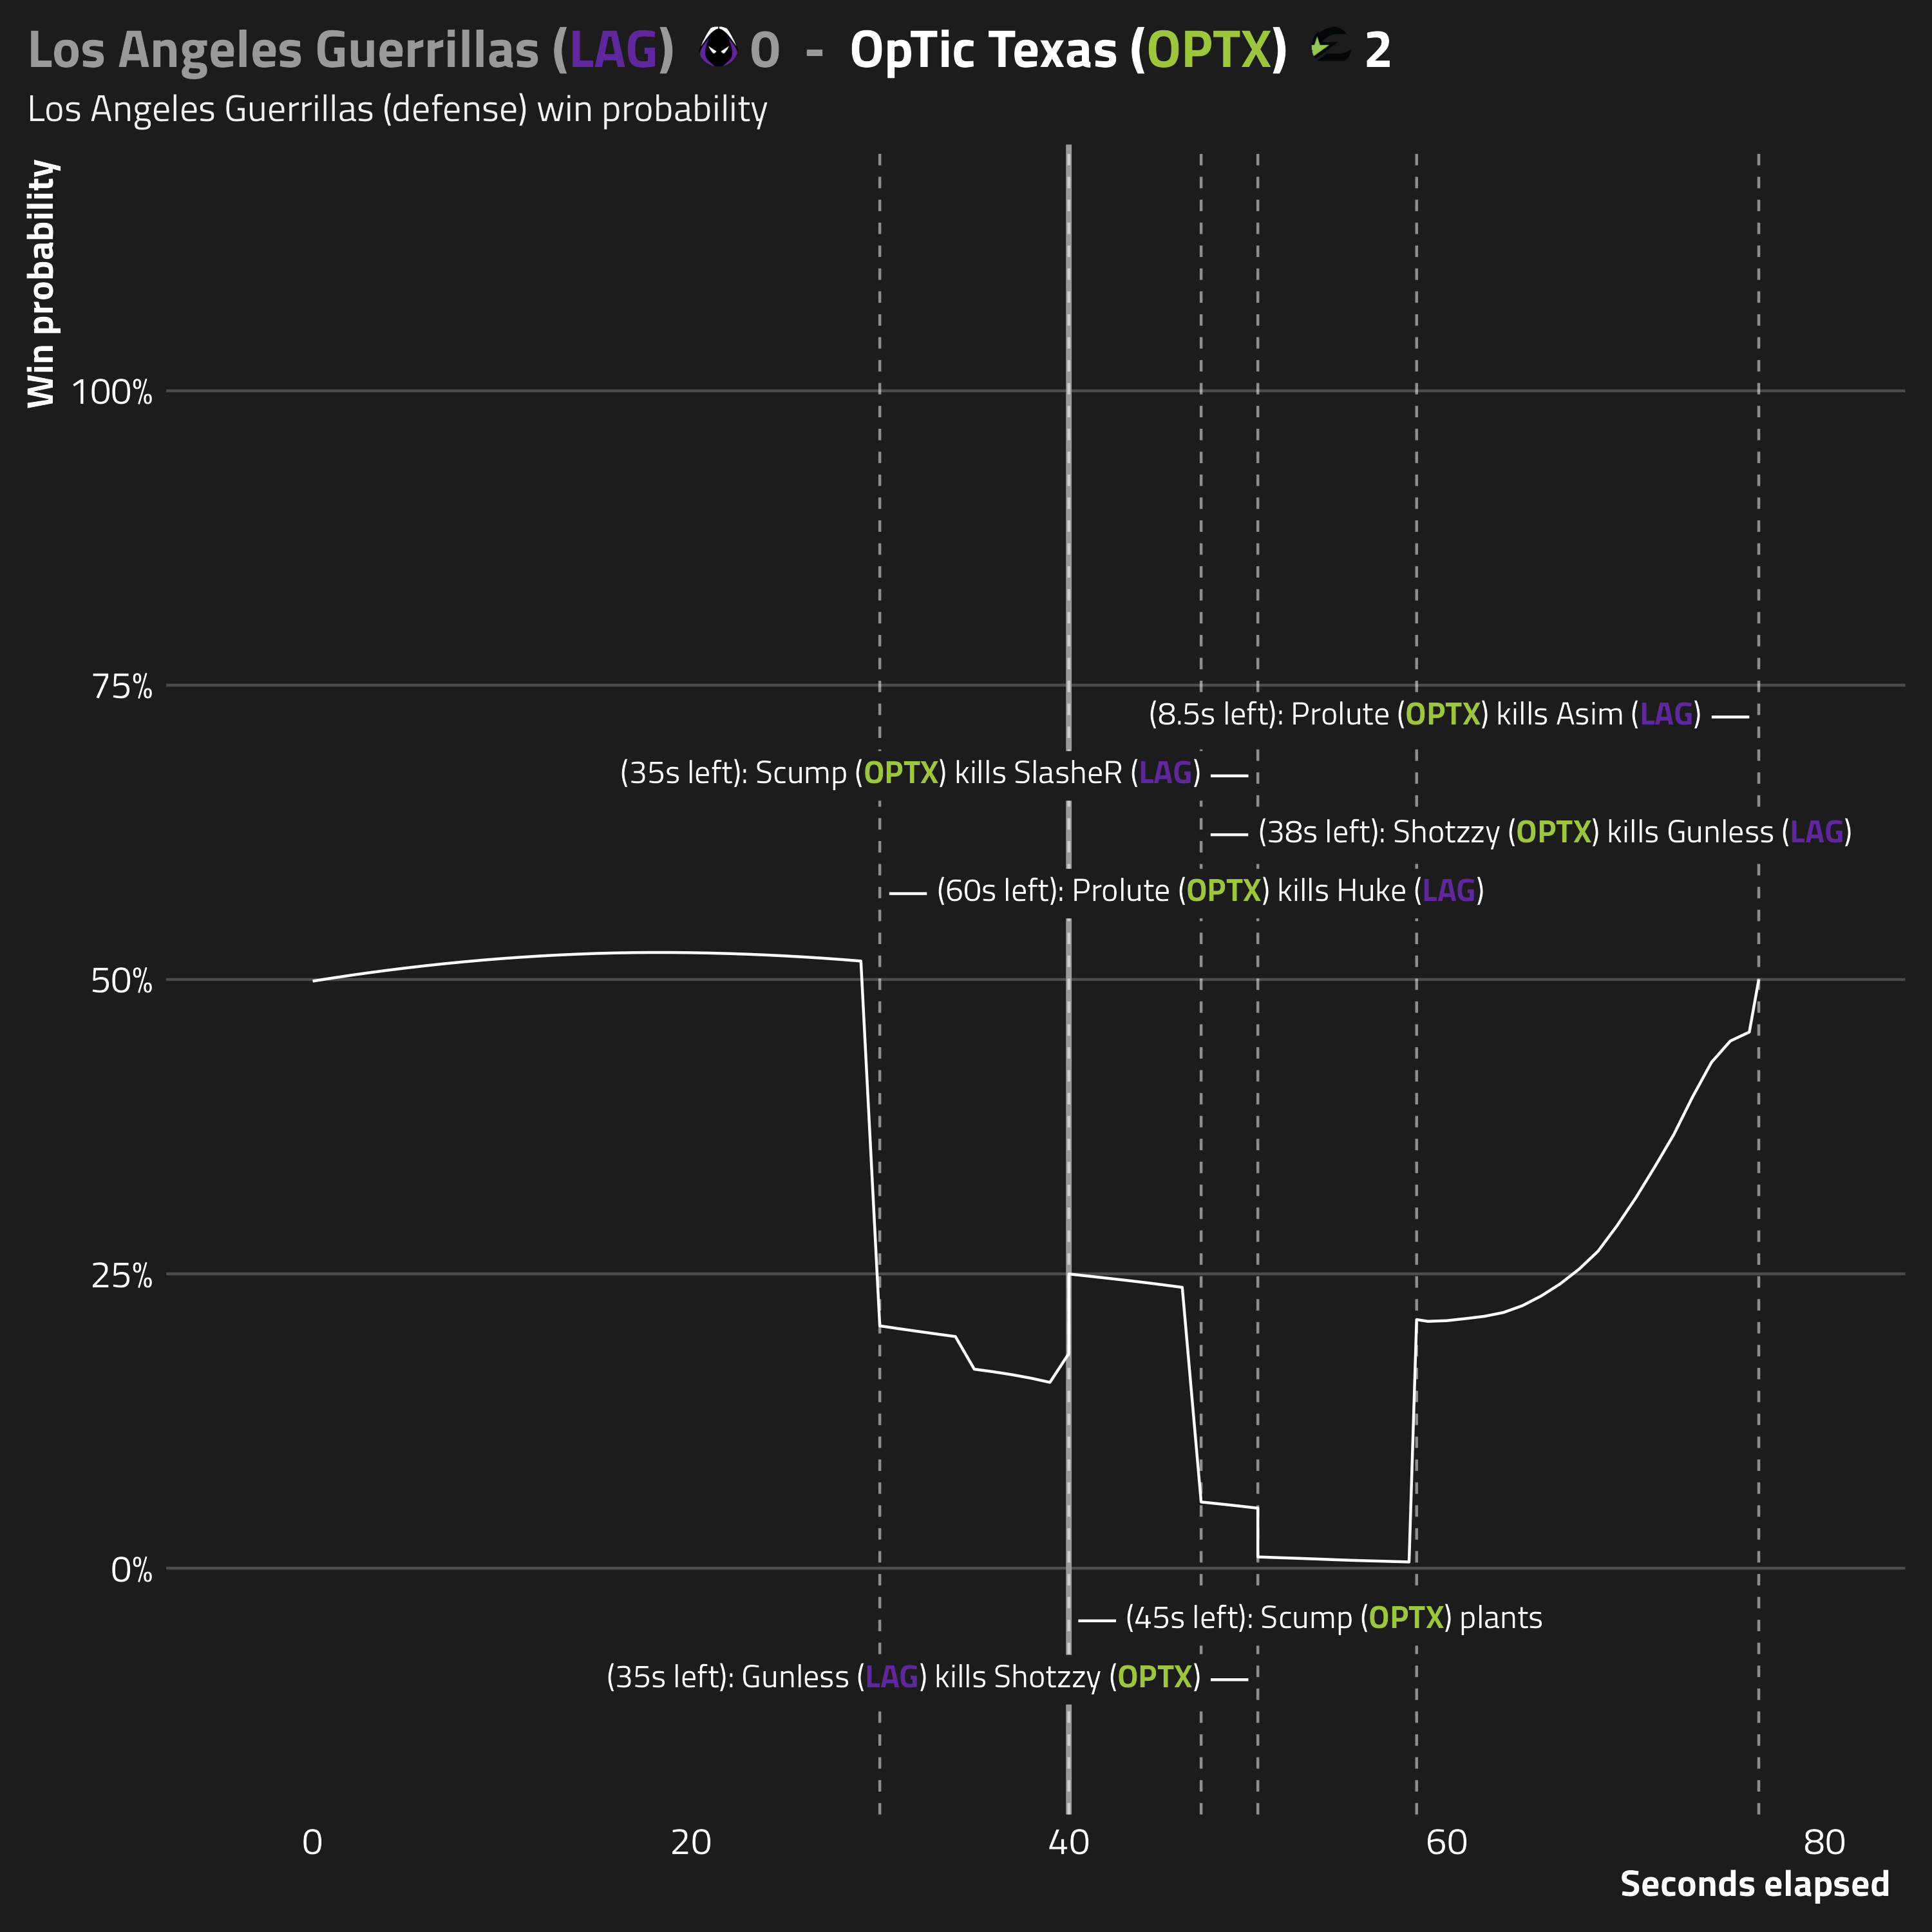 Los Angeles Guerrillas (LAG) 0 - OpTic Texas (OPTX) 2
Los Angeles Guerrillas (defense) win probability
Win probability
100%
75%
(8.5s left): Prolute (OPTX) kills Asim (LAG)
(35s left): Scump (OPTX) kills SlasheR (LAG)
(38s left): Shotzzy (OPTX) kills Gunless (LAG)
(60s left): Prolute (OPTX) kills Huke (LAG)
50%
25%
0%
(45s left): Scump (OPTX) plants
(35s left): Gunless (LAG) kills Shotzzy (OPTX)
0 20 40 60 80
Seconds elapsed